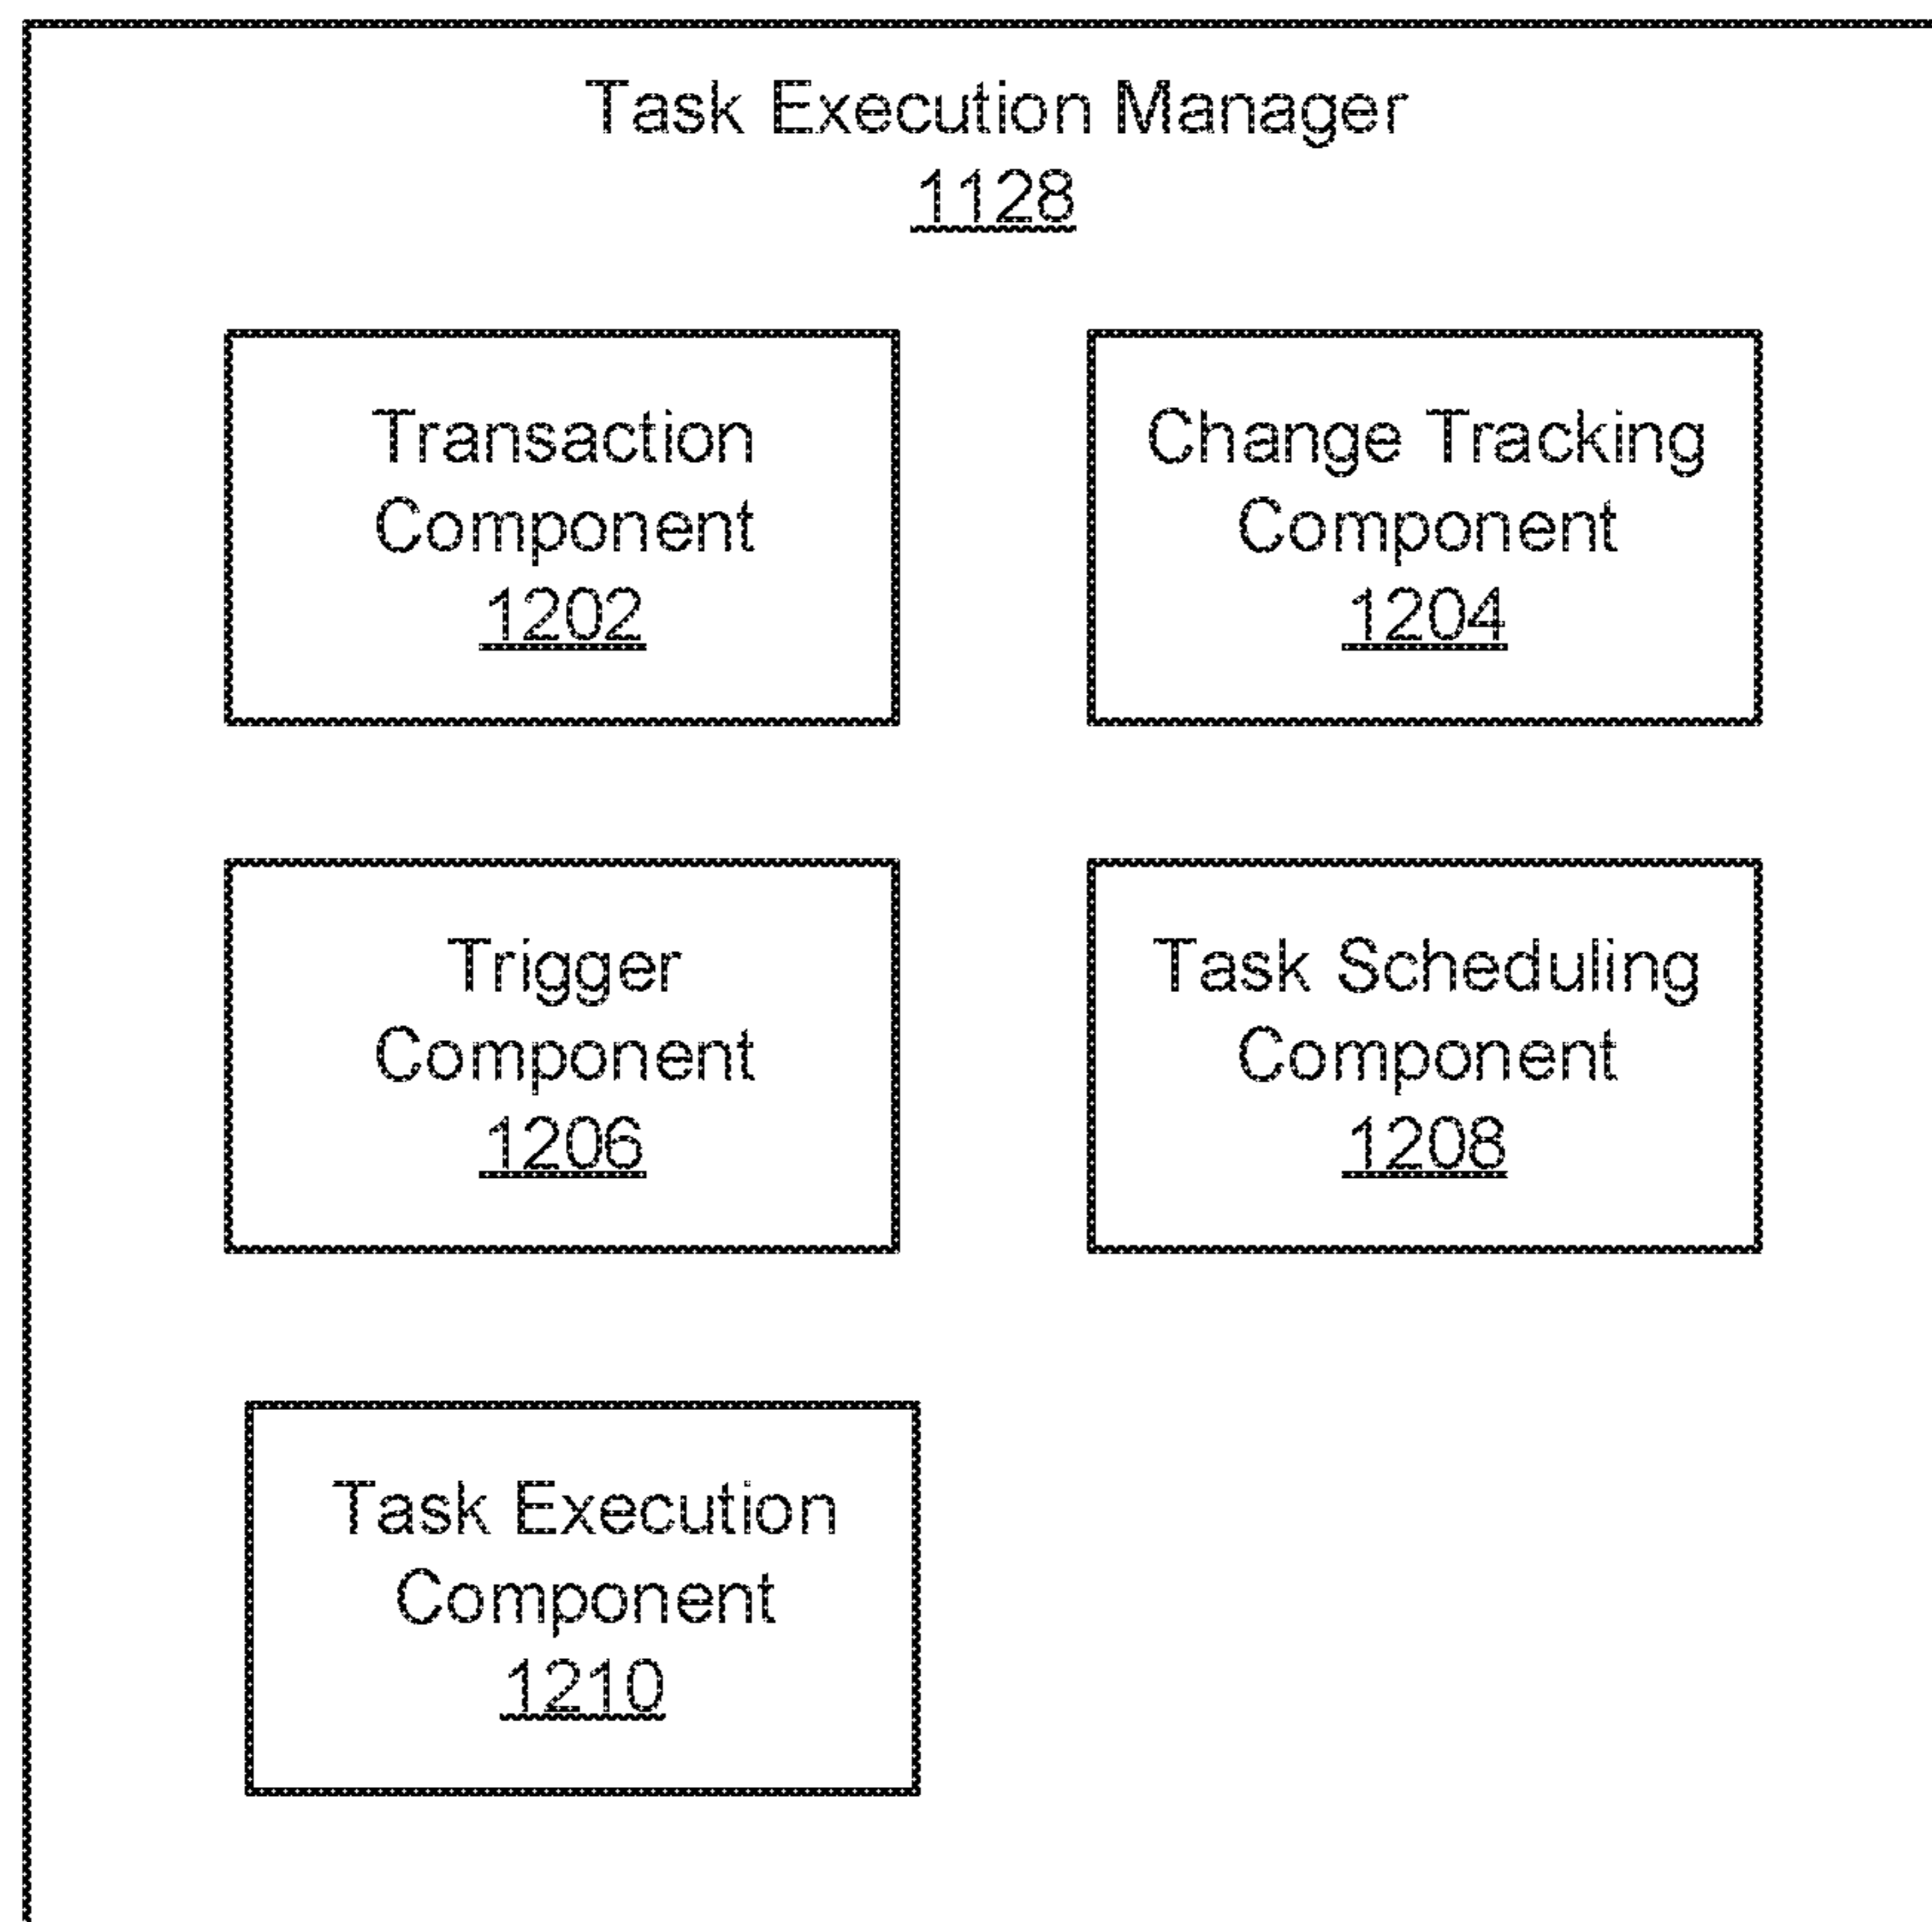 Task Execution Manager
1128
Transaction
Component
1202
Change Tracking
Component
1204
Trigger
Component
1206
Task Scheduling
Component
1208
Task Execution
Component
1210